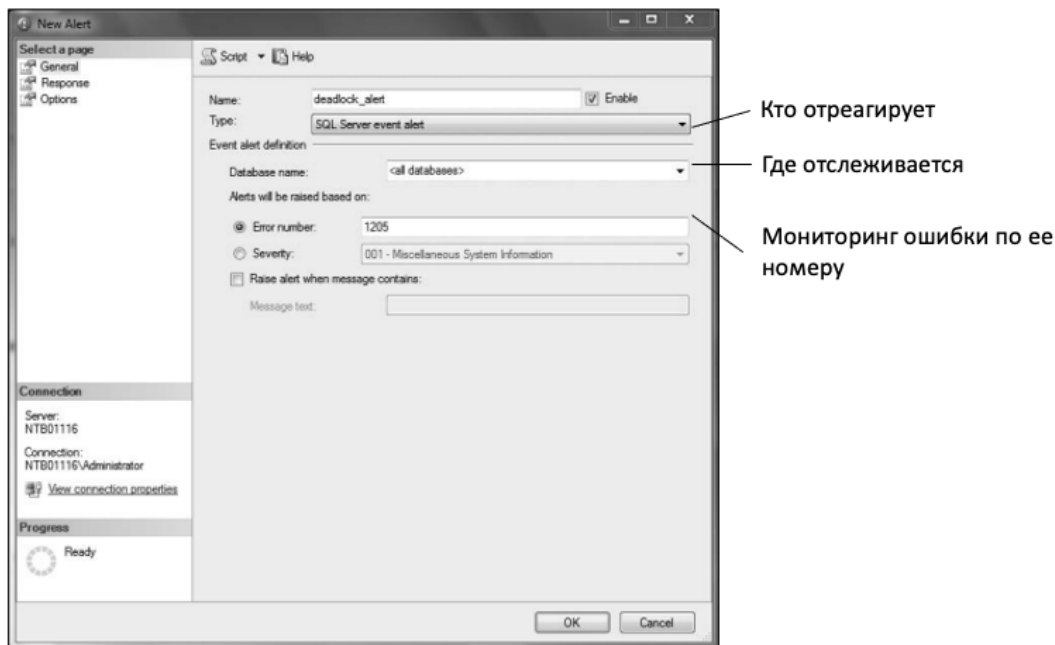 New Alert
Select a page
General
Response
Options
Script
Help
Name:
deadlock_alert
Enable
Type:
SQL Server event alert
Event alert definition
Database name:
<all databases>
Alerts will be raised based on:
Error number:
1205
Severity:
001 - Miscellaneous System Information
Raise alert when message contains:
Message text:
Connection
Server:
NTB01116
Connection:
NTB01116\Administrator
View connection properties
Progress
Ready
OK
Cancel
Кто отреагирует
Где отслеживается
Мониторинг ошибки по ее
номеру